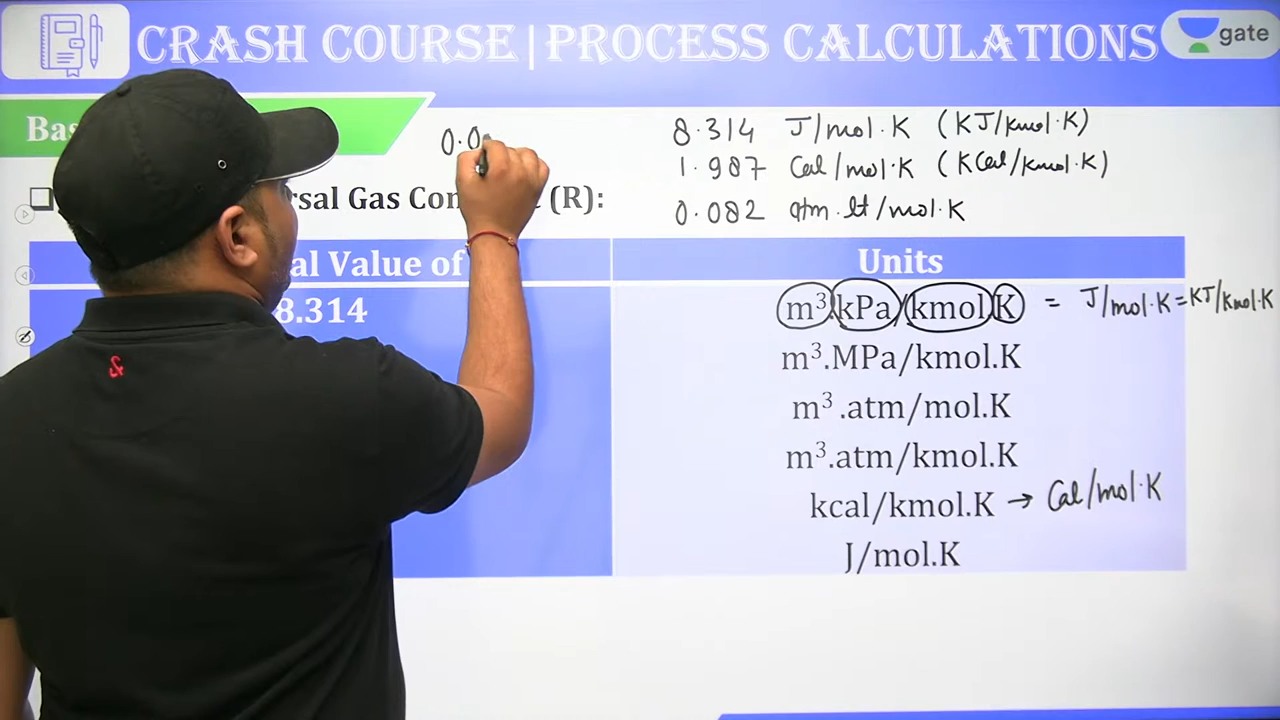 CRASH COURSE|PROCESS CALCULATIONS
gate
Bas
0.0
8.314 J/mol.K (KJ/kmol.K)
1.987 Cal/mol.K (KCal/kmol.K)
rsal Gas Con (R):
0.082 atm.lt/mol.K
al Value of
Units
8.314
m³.kPa/kmol.K = J/mol.K = KJ/kmol.K
m³.MPa/kmol.K
m³.atm/mol.K
m³.atm/kmol.K
kcal/kmol.K → Cal/mol.K
J/mol.K